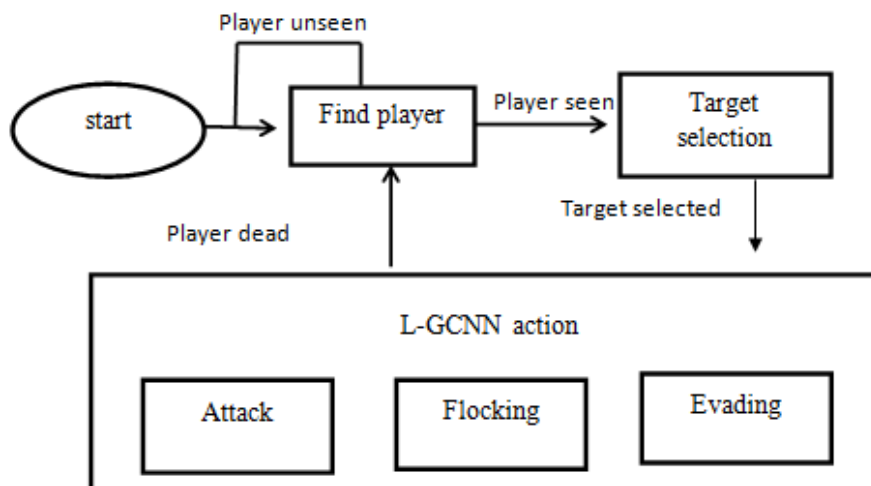 Player unseen
start
Find player
Player seen
Target
selection
Player dead
Target selected
L-GCNN action
Attack
Flocking
Evading